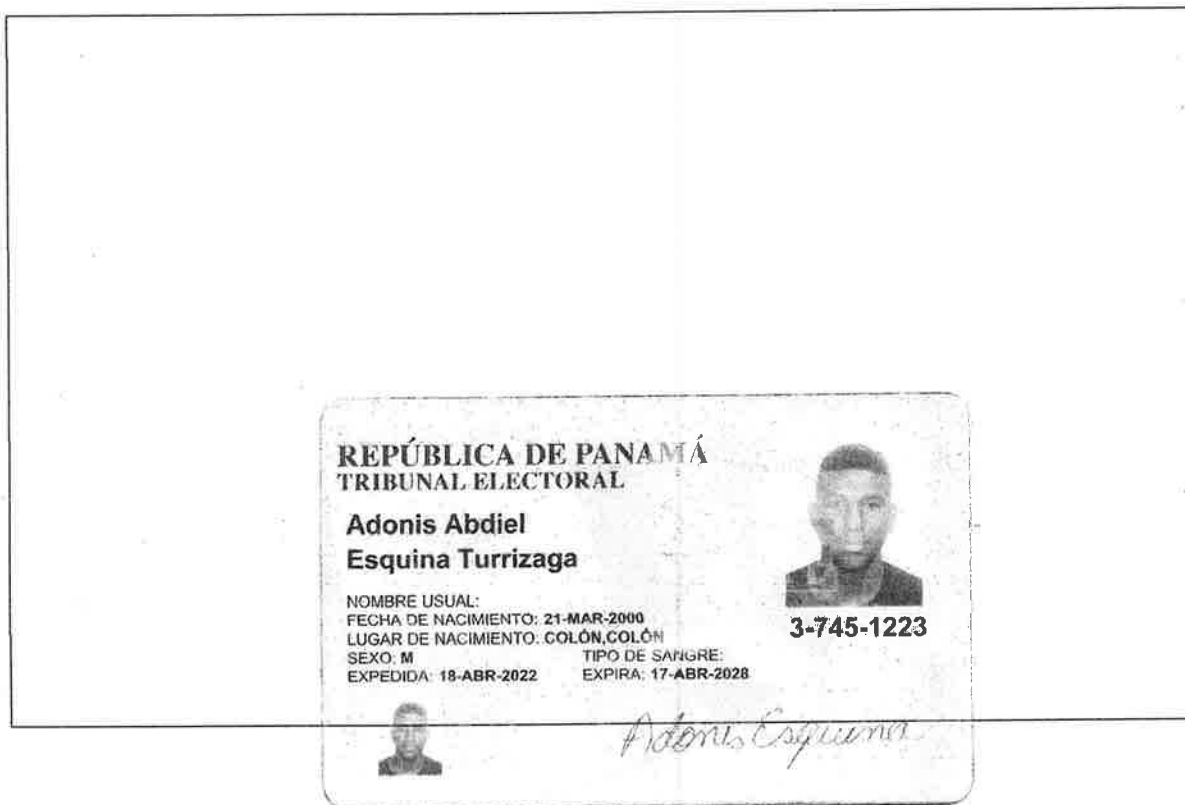 REPÚBLICA DE PANAMÁ
TRIBUNAL ELECTORAL
Adonis Abdiel
Esquina Turrizaga
NOMBRE USUAL:
FECHA DE NACIMIENTO: 21-MAR-2000
LUGAR DE NACIMIENTO: COLÓN,COLÓN
SEXO: M TIPO DE SANGRE:
EXPEDIDA: 18-ABR-2022 EXPIRA: 17-ABR-2028
3-745-1223
Adonis Esquina